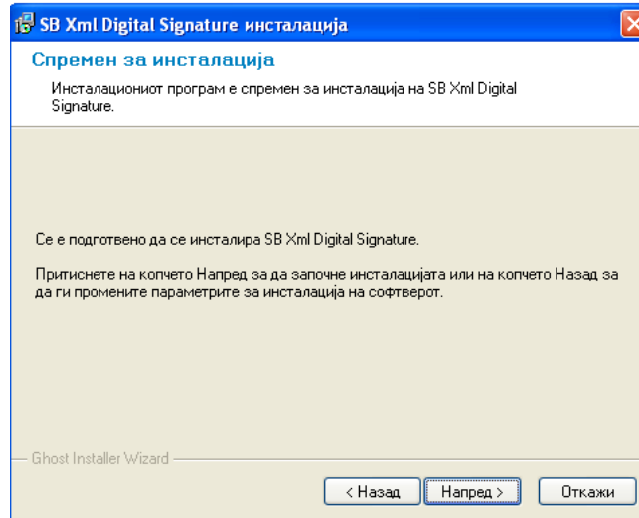 SB Xml Digital Signature инсталација
Спремен за инсталација
Инсталациониот програм е спремен за инсталација на SB Xml Digital
Signature.
Се е подготвено да се инсталира SB Xml Digital Signature.
Притиснете на копчето Напред за да започне инсталацијата или на копчето Назад за
да ги промените параметрите за инсталација на софтверот.
Ghost Installer Wizard
< Назад Напред > Откажи